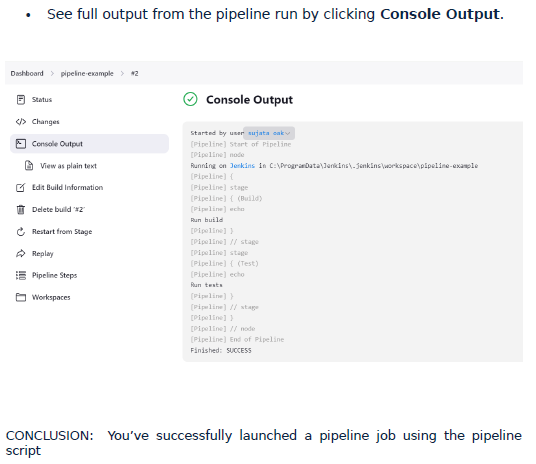 • See full output from the pipeline run by clicking Console Output.
Dashboard > pipeline-example > #2
Status
Changes
Console Output
View as plain text
Edit Build Information
Delete build '#2'
Restart from Stage
Replay
Pipeline Steps
Workspaces
Console Output
Started by user sujata oak
[Pipeline] Start of Pipeline
[Pipeline] node
Running on Jenkins in C:\ProgramData\Jenkins\.jenkins\workspace\pipeline-example
[Pipeline] {
[Pipeline] stage
[Pipeline] { (Build)
[Pipeline] echo
Run build
[Pipeline] }
[Pipeline] // stage
[Pipeline] stage
[Pipeline] { (Test)
[Pipeline] echo
Run tests
[Pipeline] }
[Pipeline] // stage
[Pipeline] }
[Pipeline] // node
[Pipeline] End of Pipeline
Finished: SUCCESS
CONCLUSION: You’ve successfully launched a pipeline job using the pipeline
script